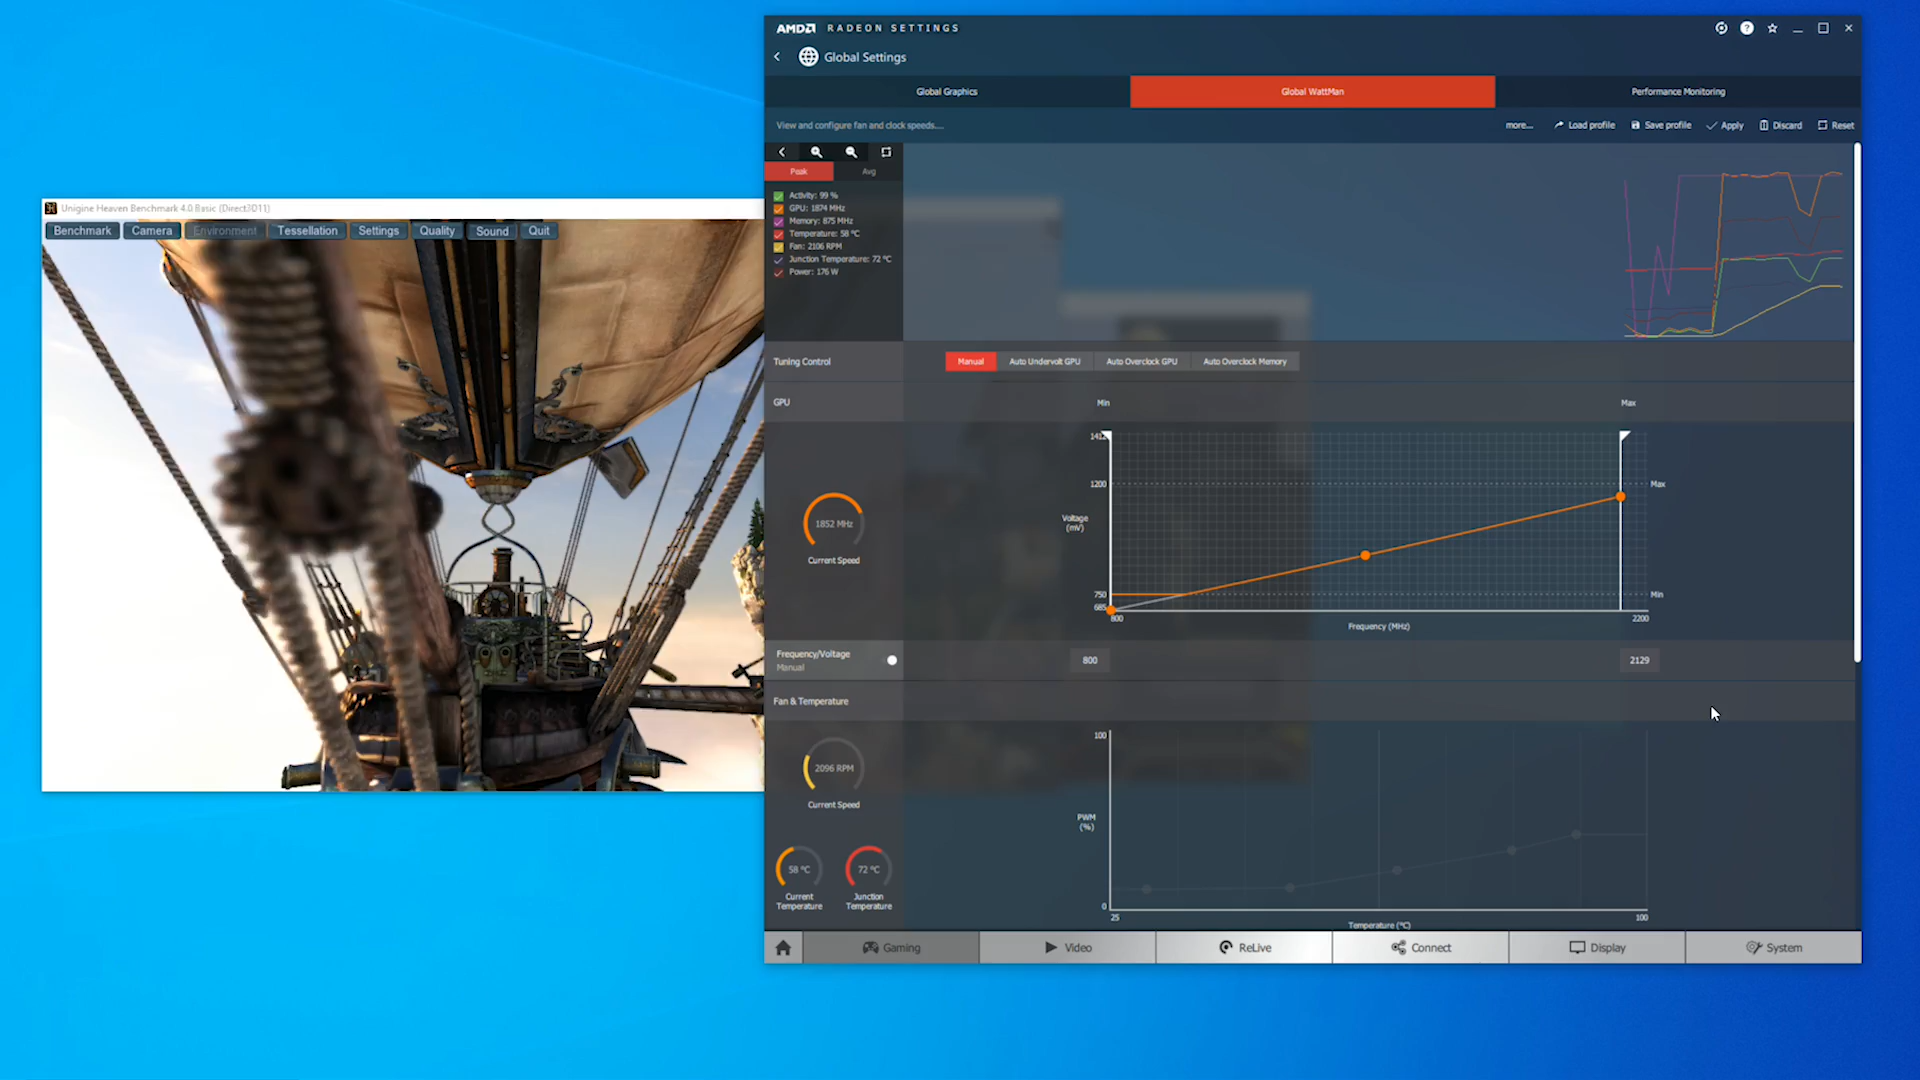 AMD RADEON SETTINGS
Global Settings
Global Graphics
Global WattMan
Performance Monitoring
View and configure fan and clock speeds....
more...
Load profile
Save profile
Apply
Discard
Reset
Peak
Avg
Activity: 99 %
GPU: 1874 MHz
Memory: 875 MHz
Temperature: 58 °C
Fan: 2106 RPM
Junction Temperature: 72 °C
Power: 176 W
Unigine Heaven Benchmark 4.0 Basic (Direct3D11)
Benchmark
Camera
Environment
Tessellation
Settings
Quality
Sound
Quit
Tuning Control
Manual
Auto Undervolt GPU
Auto Overclock GPU
Auto Overclock Memory
GPU
Min
Max
1412
1200
Max
Voltage
(mV)
1852 MHz
Current Speed
750
Min
685
800
2200
Frequency (MHz)
Frequency/Voltage
Manual
800
2129
Fan & Temperature
100
2096 RPM
Current Speed
PWM
(%)
58 °C
Current
Temperature
72 °C
Junction
Temperature
0
25
100
Temperature (°C)
Gaming
Video
ReLive
Connect
Display
System